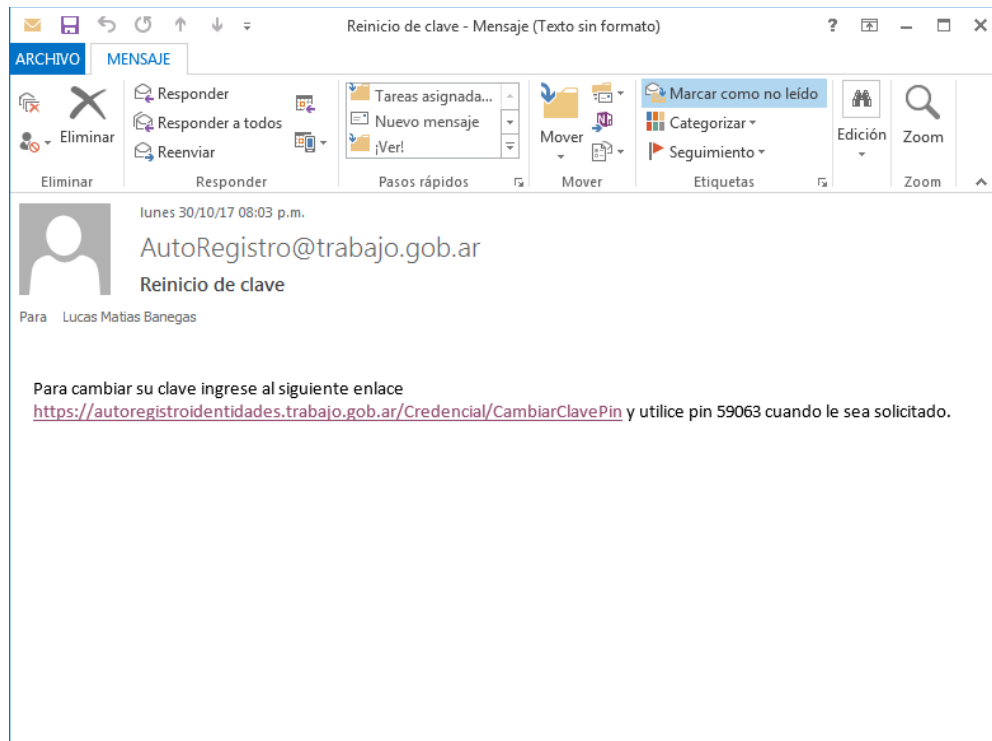 Reinicio de clave - Mensaje (Texto sin formato)
ARCHIVO MENSAJE
Eliminar
Responder
Responder a todos
Reenviar
Tareas asignada...
Nuevo mensaje
¡Ver!
Mover
Marcar como no leído
Categorizar
Seguimiento
Edición
Zoom
Eliminar Responder Pasos rápidos Mover Etiquetas Zoom
lunes 30/10/17 08:03 p.m.
AutoRegistro@trabajo.gob.ar
Reinicio de clave
Para Lucas Matias Banegas
Para cambiar su clave ingrese al siguiente enlace
https://autoregistroidentidades.trabajo.gob.ar/Credencial/CambiarClavePin y utilice pin 59063 cuando le sea solicitado.